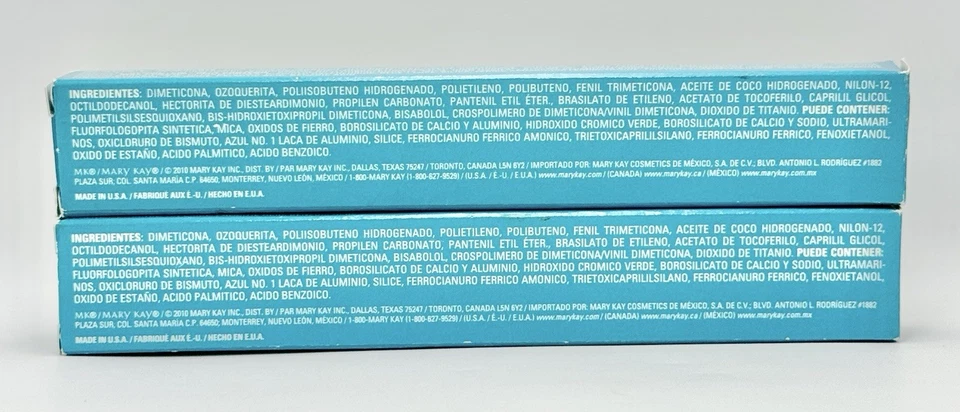 INGREDIENTES: DIMETICONA, OZOQUERITA, POLIISOBUTENO HIDROGENADO, POLIETILENO, POLIBUTENO, FENIL TRIMETICONA, ACEITE DE COCO HIDROGENADO, NILON-12,
OCTILDODECANOL, HECTORITA DE DIESTEARDIMONIO, PROPILEN CARBONATO, PANTENIL ETIL ÉTER., BRASILATO DE ETILENO, ACETATO DE TOCOFERILO, CAPRILIL GLICOL,
POLIMETILSILSESQUIOXANO, BIS-HIDROXIETOXIPROPIL DIMETICONA, BISABOLOL, CROSPOLIMERO DE DIMETICONA/VINIL DIMETICONA, DIOXIDO DE TITANIO. PUEDE CONTENER:
FLUORFOLOGOPITA SINTETICA, MICA, OXIDOS DE FIERRO, BOROSILICATO DE CALCIO Y ALUMINIO, HIDROXIDO CROMICO VERDE, BOROSILICATO DE CALCIO Y SODIO, ULTRAMARI-
NOS, OXICLORURO DE BISMUTO, AZUL NO. 1 LACA DE ALUMINIO, SILICE, FERROCIANURO FERRICO AMONICO, TRIETOXICAPRILILSILANO, FERROCIANURO FERRICO, FENOXIETANOL,
OXIDO DE ESTAÑO, ACIDO PALMITICO, ACIDO BENZOICO.
MK®/MARY KAY®/© 2010 MARY KAY INC., DIST. BY / PAR MARY KAY INC., DALLAS, TEXAS 75247 / TORONTO, CANADA L5N 6Y2 / IMPORTADO POR: MARY KAY COSMETICS DE MÉXICO, S.A. DE C.V.; BLVD. ANTONIO L. RODRÍGUEZ #1882
PLAZA SUR, COL. SANTA MARÍA C.P. 64650, MONTERREY, NUEVO LEÓN, MÉXICO / 1-800-MARY KAY (1-800-627-9529) / (U.S.A. / É.-U. / E.U.A.) www.marykay.com / (CANADA) www.marykay.ca / (MÉXICO) www.marykay.com.mx
MADE IN U.S.A. / FABRIQUÉ AUX É.-U. / HECHO EN E.U.A.
INGREDIENTES: DIMETICONA, OZOQUERITA, POLIISOBUTENO HIDROGENADO, POLIETILENO, POLIBUTENO, FENIL TRIMETICONA, ACEITE DE COCO HIDROGENADO, NILON-12,
OCTILDODECANOL, HECTORITA DE DIESTEARDIMONIO, PROPILEN CARBONATO, PANTENIL ETIL ÉTER., BRASILATO DE ETILENO, ACETATO DE TOCOFERILO, CAPRILIL GLICOL,
POLIMETILSILSESQUIOXANO, BIS-HIDROXIETOXIPROPIL DIMETICONA, BISABOLOL, CROSPOLIMERO DE DIMETICONA/VINIL DIMETICONA, DIOXIDO DE TITANIO. PUEDE CONTENER:
FLUORFOLOGOPITA SINTETICA, MICA, OXIDOS DE FIERRO, BOROSILICATO DE CALCIO Y ALUMINIO, HIDROXIDO CROMICO VERDE, BOROSILICATO DE CALCIO Y SODIO, ULTRAMARI-
NOS, OXICLORURO DE BISMUTO, AZUL NO. 1 LACA DE ALUMINIO, SILICE, FERROCIANURO FERRICO AMONICO, TRIETOXICAPRILILSILANO, FERROCIANURO FERRICO, FENOXIETANOL,
OXIDO DE ESTAÑO, ACIDO PALMITICO, ACIDO BENZOICO.
MK®/MARY KAY®/© 2010 MARY KAY INC., DIST. BY / PAR MARY KAY INC., DALLAS, TEXAS 75247 / TORONTO, CANADA L5N 6Y2 / IMPORTADO POR: MARY KAY COSMETICS DE MÉXICO, S.A. DE C.V.; BLVD. ANTONIO L. RODRÍGUEZ #1882
PLAZA SUR, COL. SANTA MARÍA C.P. 64650, MONTERREY, NUEVO LEÓN, MÉXICO / 1-800-MARY KAY (1-800-627-9529) / (U.S.A. / É.-U. / E.U.A.) www.marykay.com / (CANADA) www.marykay.ca / (MÉXICO) www.marykay.com.mx
MADE IN U.S.A. / FABRIQUÉ AUX É.-U. / HECHO EN E.U.A.